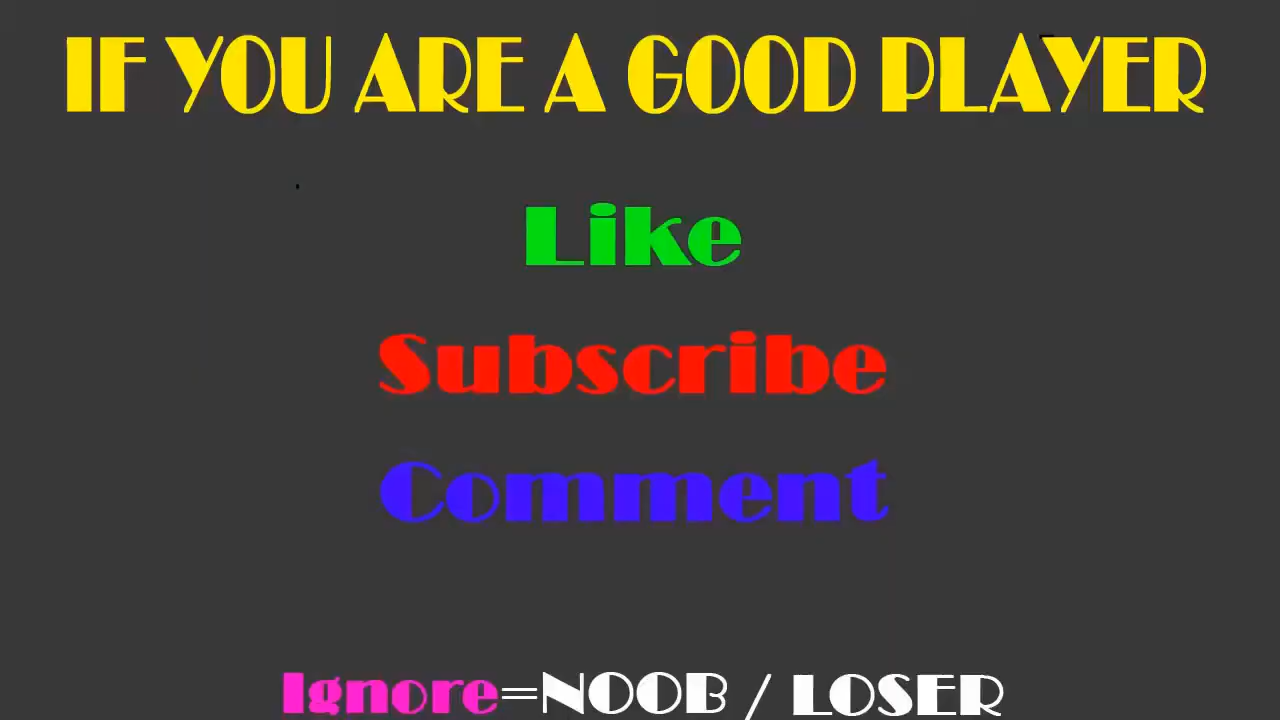 IF YOU ARE A GOOD PLAYER
Like
Subscribe
Comment
Ignore=NOOB / LOSER